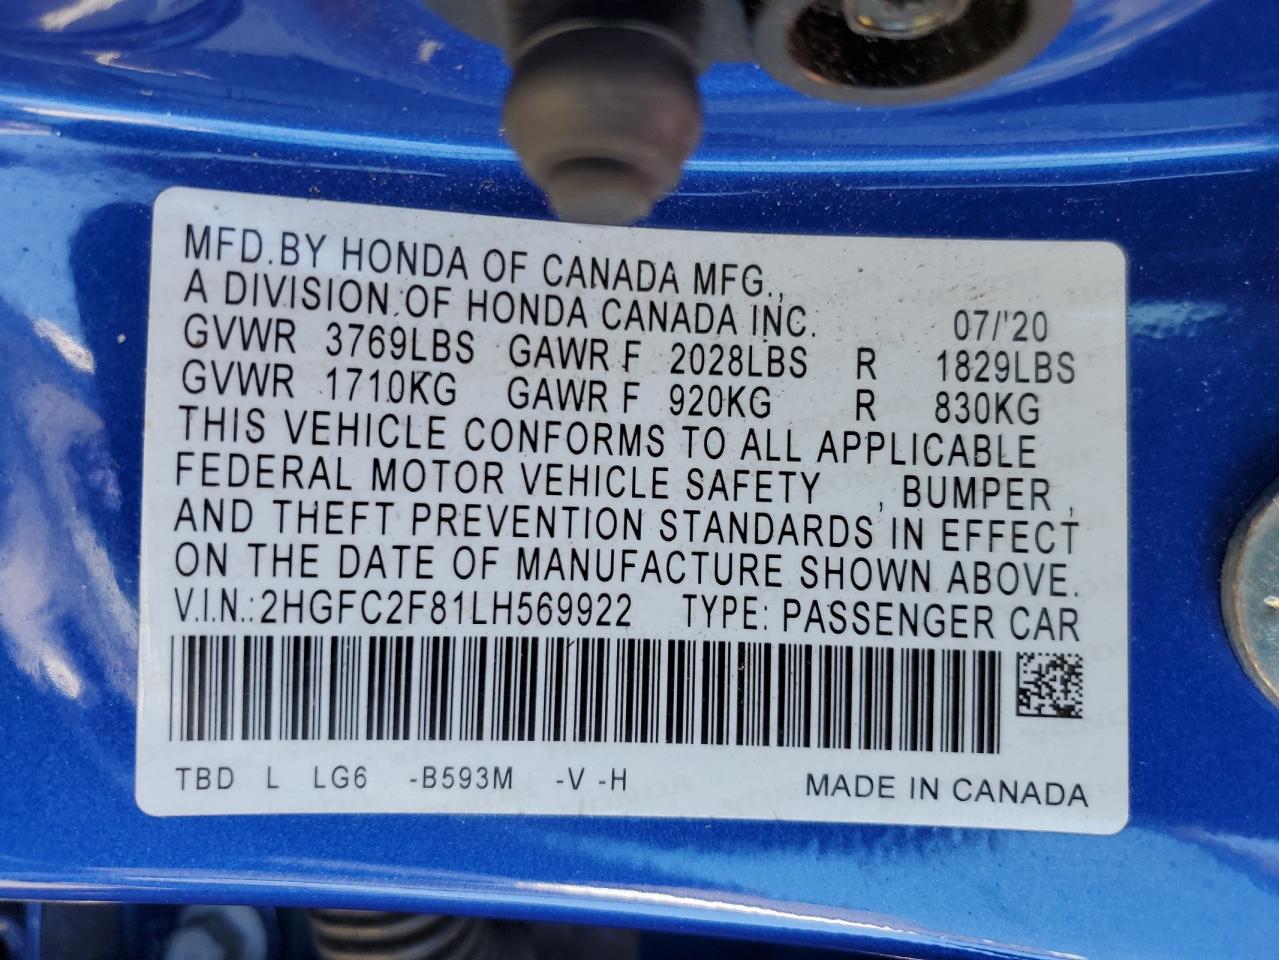 MFD.BY HONDA OF CANADA MFG.,
A DIVISION OF HONDA CANADA INC. 07/'20
GVWR 3769LBS GAWR F 2028LBS R 1829LBS
GVWR 1710KG GAWR F 920KG R 830KG
THIS VEHICLE CONFORMS TO ALL APPLICABLE
FEDERAL MOTOR VEHICLE SAFETY , BUMPER ,
AND THEFT PREVENTION STANDARDS IN EFFECT
ON THE DATE OF MANUFACTURE SHOWN ABOVE.
V.I.N.:2HGFC2F81LH569922 TYPE: PASSENGER CAR
TBD L LG6 -B593M -V -H MADE IN CANADA